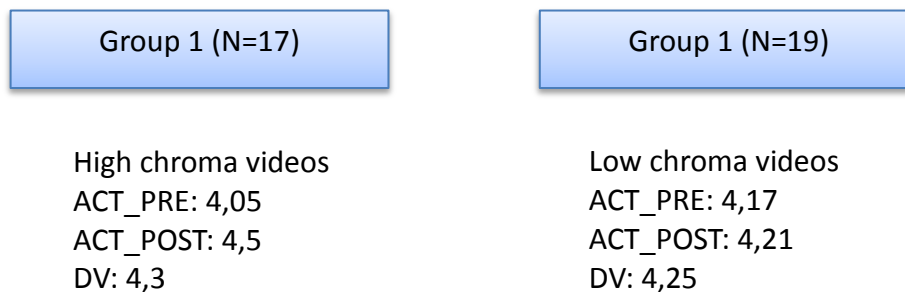 Group 1 (N=17)
High chroma videos
ACT_PRE: 4,05
ACT_POST: 4,5
DV: 4,3
Group 1 (N=19)
Low chroma videos
ACT_PRE: 4,17
ACT_POST: 4,21
DV: 4,25